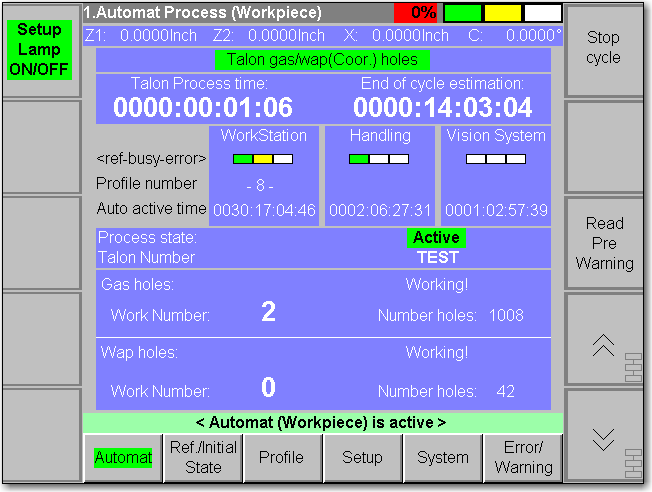 Setup
Lamp
ON/OFF
1.Automat Process (Workpiece)
0%
Z1: 0.0000Inch Z2: 0.0000Inch X: 0.0000Inch C: 0.0000°
Stop
cycle
Talon gas/wap(Coor.) holes
Talon Process time: End of cycle estimation:
0000:00:01:06 0000:14:03:04
WorkStation Handling Vision System
<ref-busy-error>
Profile number - 8 -
Auto active time 0030:17:04:46 0002:06:27:31 0001:02:57:39
Read
Pre
Warning
Process state: Active
Talon Number TEST
Gas holes: Working!
Work Number: 2 Number holes: 1008
Wap holes: Working!
Work Number: 0 Number holes: 42
< Automat (Workpiece) is active >
Automat
Ref./Initial
State
Profile
Setup
System
Error/
Warning